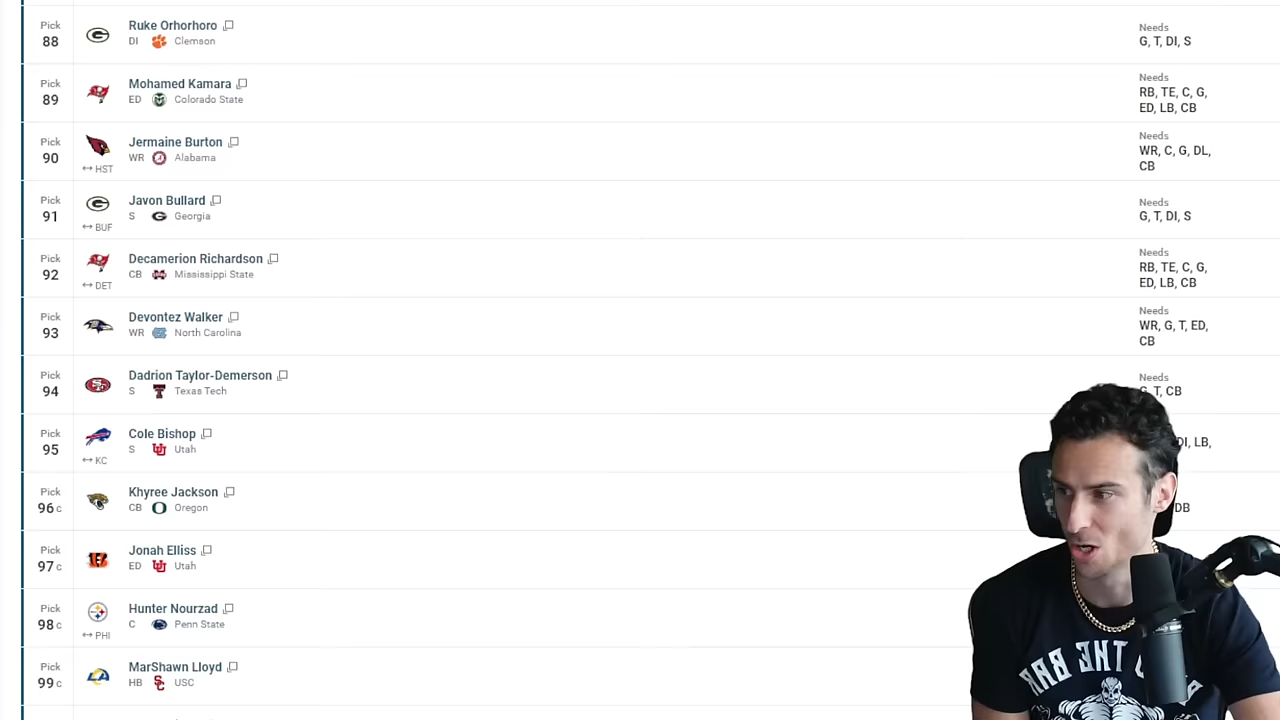 Pick
88
Ruke Orhorhoro
DI Clemson
Needs
G, T, DI, S
Pick
89
Mohamed Kamara
ED Colorado State
Needs
RB, TE, C, G,
ED, LB, CB
Pick
90
HST
Jermaine Burton
WR Alabama
Needs
WR, C, G, DL,
CB
Pick
91
BUF
Javon Bullard
S Georgia
Needs
G, T, DI, S
Pick
92
DET
Decamerion Richardson
CB Mississippi State
Needs
RB, TE, C, G,
ED, LB, CB
Pick
93
Devontez Walker
WR North Carolina
Needs
WR, G, T, ED,
CB
Pick
94
Dadrion Taylor-Demerson
S Texas Tech
Needs
G, T, CB
Pick
95
KC
Cole Bishop
S Utah
DI, LB,
Pick
96 C
Khyree Jackson
CB Oregon
DB
Pick
97 C
Jonah Elliss
ED Utah
Pick
98 C
PHI
Hunter Nourzad
C Penn State
Pick
99 C
MarShawn Lloyd
HB USC
THE BAR